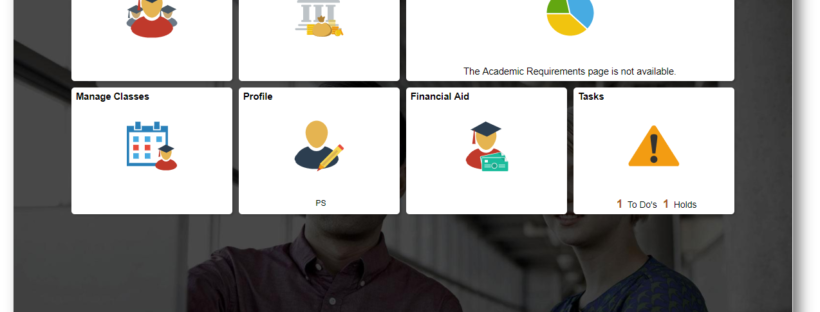 The Academic Requirements page is not available.
Manage Classes
Profile
Financial Aid
Tasks
PS
1 To Do's 1 Holds